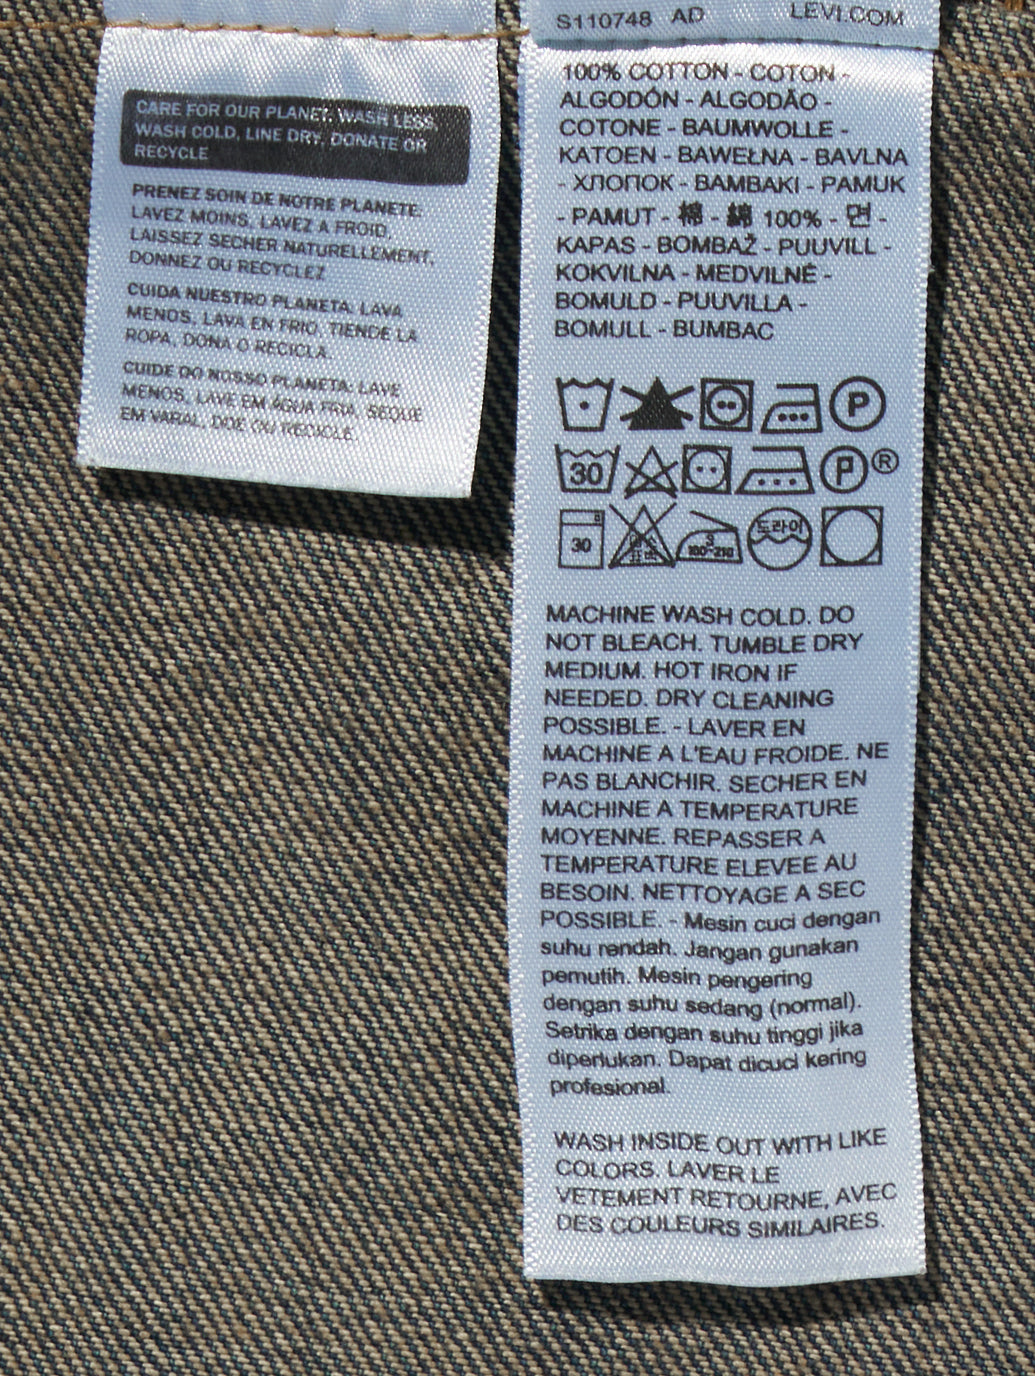 CARE FOR OUR PLANET. WASH LESS,
WASH COLD, LINE DRY, DONATE OR
RECYCLE
PRENEZ SOIN DE NOTRE PLANETE.
LAVEZ MOINS, LAVEZ A FROID,
LAISSEZ SECHER NATURELLEMENT,
DONNEZ OU RECYCLEZ
CUIDA NUESTRO PLANETA. LAVA
MENOS, LAVA EN FRIO, TIENDE LA
ROPA, DONA O RECICLA
CUIDE DO NOSSO PLANETA. LAVE
MENOS, LAVE EM ÁGUA FRIA, SEQUE
EM VARAL, DOE OU RECICLE.
S110748 AD LEVI.COM
100% COTTON - COTON -
ALGODÓN - ALGODÃO -
COTONE - BAUMWOLLE -
KATOEN - BAWEŁNA - BAVLNA
- ХЛОПОК - BAMBAKI - PAMUK
- PAMUT - 棉 - 綿 100% - 면 -
KAPAS - BOMBAŽ - PUUVILL -
KOKVILNA - MEDVILNĖ -
BOMULD - PUUVILLA -
BOMULL - BUMBAC
P
30 P ®
30 3 180-210 드라이
MACHINE WASH COLD. DO
NOT BLEACH. TUMBLE DRY
MEDIUM. HOT IRON IF
NEEDED. DRY CLEANING
POSSIBLE. - LAVER EN
MACHINE A L'EAU FROIDE. NE
PAS BLANCHIR. SECHER EN
MACHINE A TEMPERATURE
MOYENNE. REPASSER A
TEMPERATURE ELEVEE AU
BESOIN. NETTOYAGE A SEC
POSSIBLE. - Mesin cuci dengan
suhu rendah. Jangan gunakan
pemutih. Mesin pengering
dengan suhu sedang (normal).
Setrika dengan suhu tinggi jika
diperlukan. Dapat dicuci kering
profesional.
WASH INSIDE OUT WITH LIKE
COLORS. LAVER LE
VETEMENT RETOURNE, AVEC
DES COULEURS SIMILAIRES.